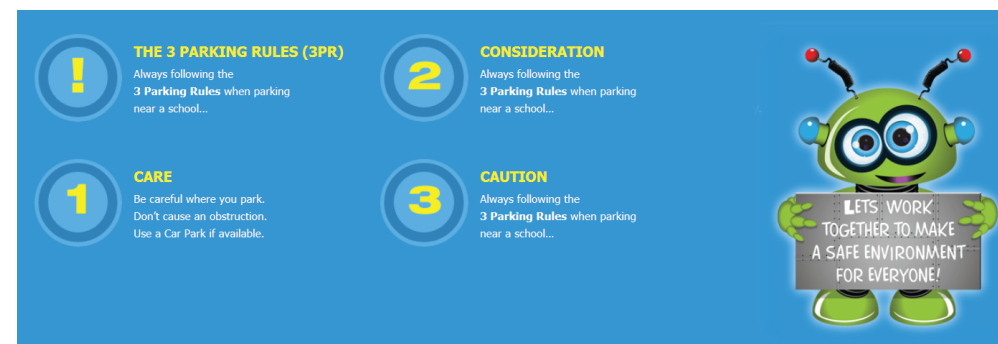 !
THE 3 PARKING RULES (3PR)
Always following the
3 Parking Rules when parking
near a school...
2
CONSIDERATION
Always following the
3 Parking Rules when parking
near a school...
1
CARE
Be careful where you park.
Don't cause an obstruction.
Use a Car Park if available.
3
CAUTION
Always following the
3 Parking Rules when parking
near a school...
LETS WORK
TOGETHER TO MAKE
A SAFE ENVIRONMENT
FOR EVERYONE!